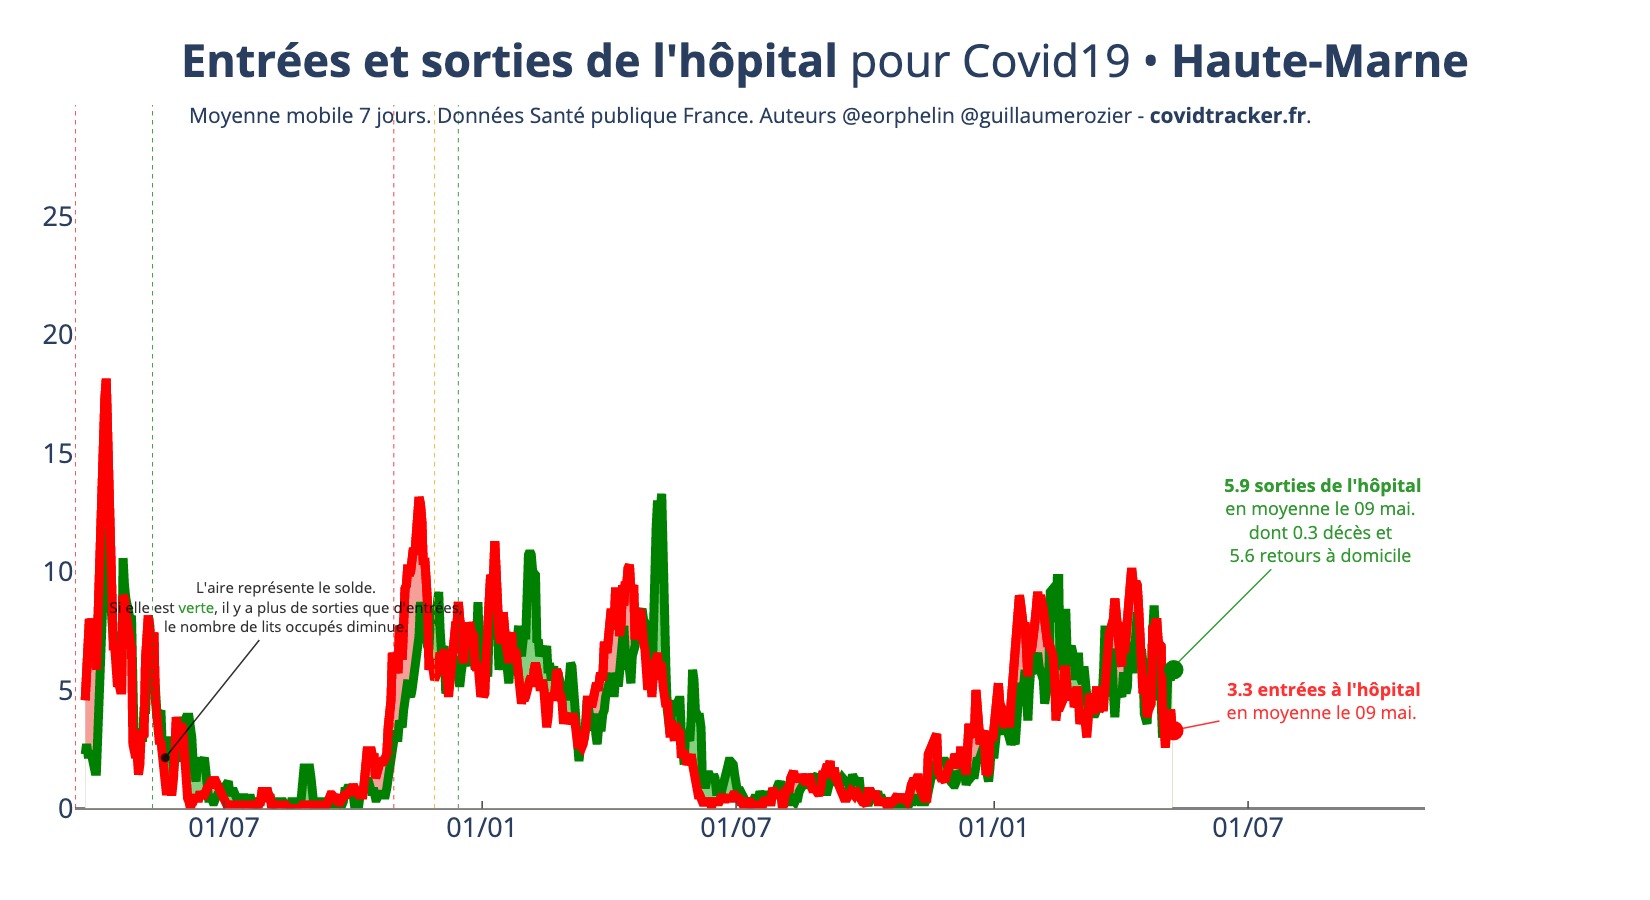 Entrées et sorties de l'hôpital pour Covid19 • Haute-Marne
Moyenne mobile 7 jours. Données Santé publique France. Auteurs @eorphelin @guillaumerozier - covidtracker.fr.
25
20
15
10
5
0
L'aire représente le solde.
Si elle est verte, il y a plus de sorties que d'entrées,
le nombre de lits occupés diminue.
5.9 sorties de l'hôpital
en moyenne le 09 mai.
dont 0.3 décès et
5.6 retours à domicile
3.3 entrées à l'hôpital
en moyenne le 09 mai.
01/07
01/01
01/07
01/01
01/07